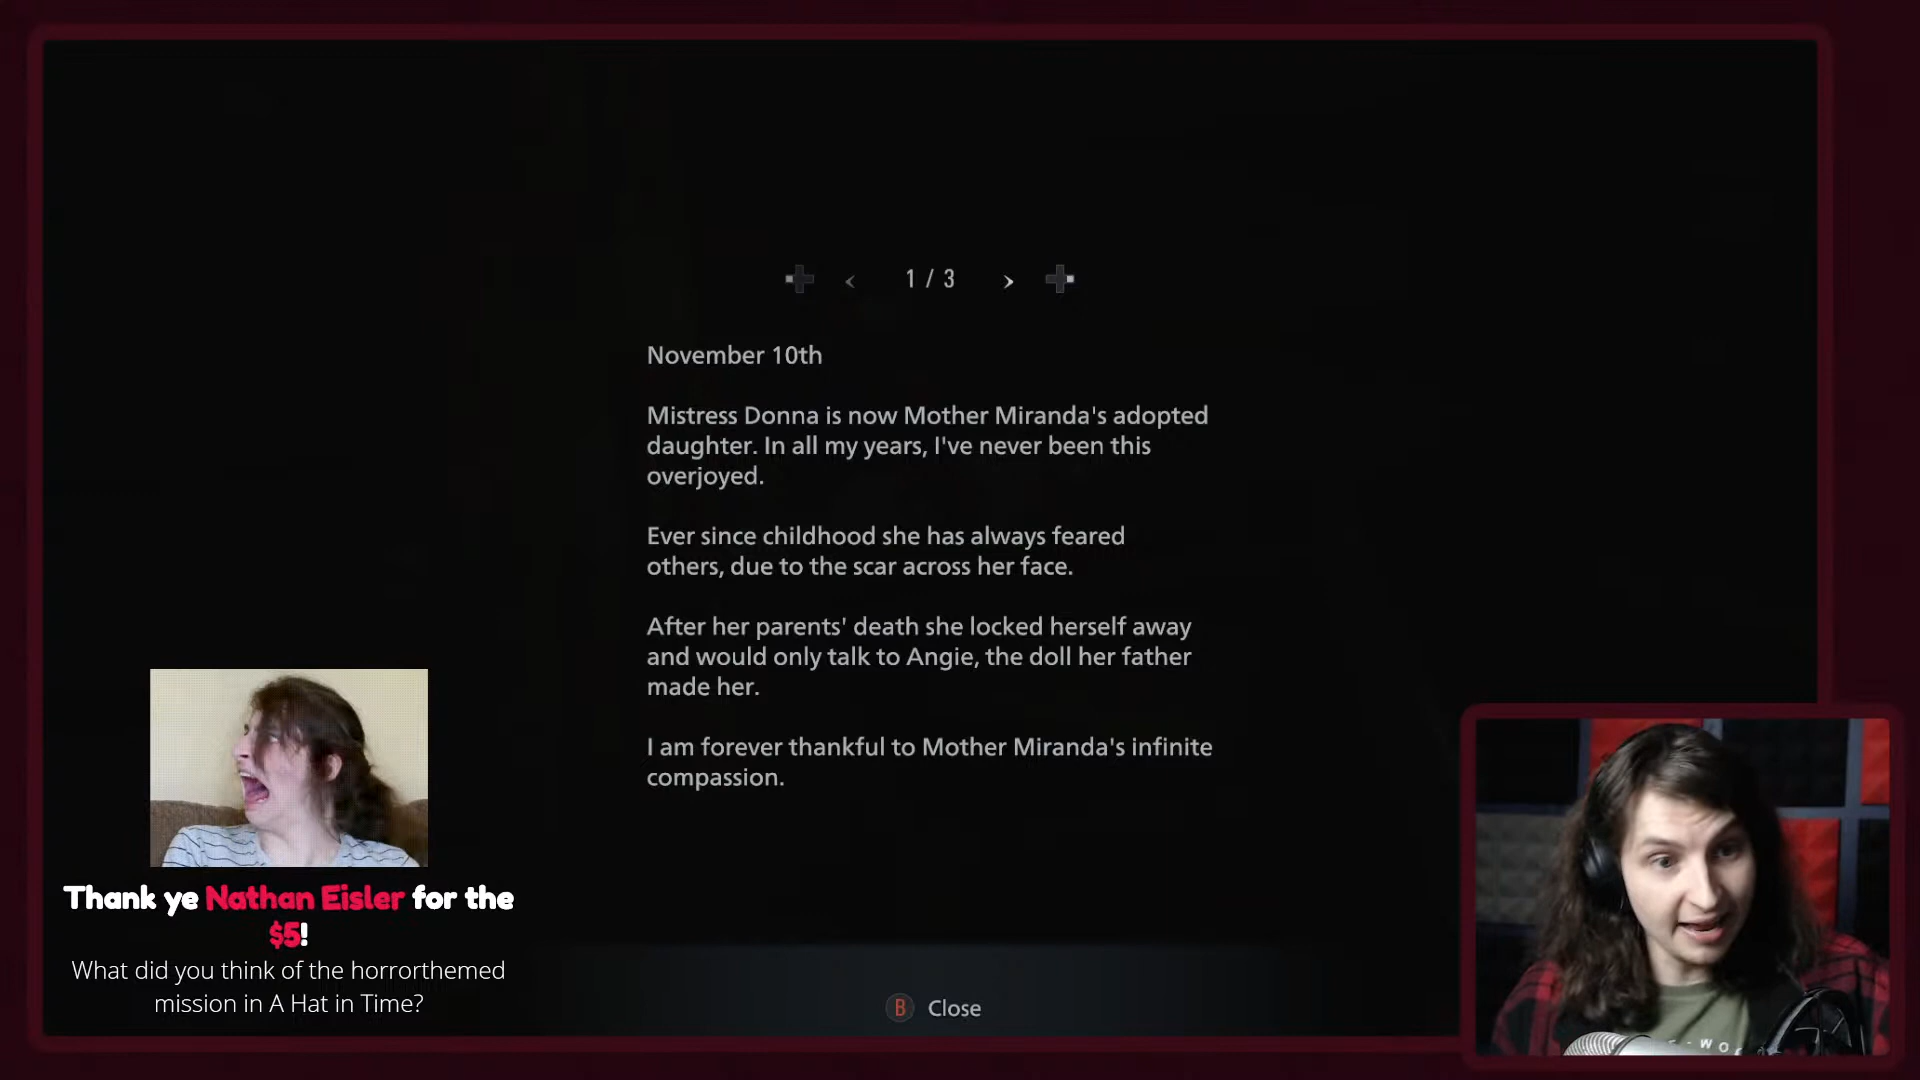 1 / 3
November 10th
Mistress Donna is now Mother Miranda's adopted
daughter. In all my years, I've never been this
overjoyed.
Ever since childhood she has always feared
others, due to the scar across her face.
After her parents' death she locked herself away
and would only talk to Angie, the doll her father
made her.
I am forever thankful to Mother Miranda's infinite
compassion.
Thank ye Nathan Eisler for the
$5!
What did you think of the horrorthemed
mission in A Hat in Time?
B Close